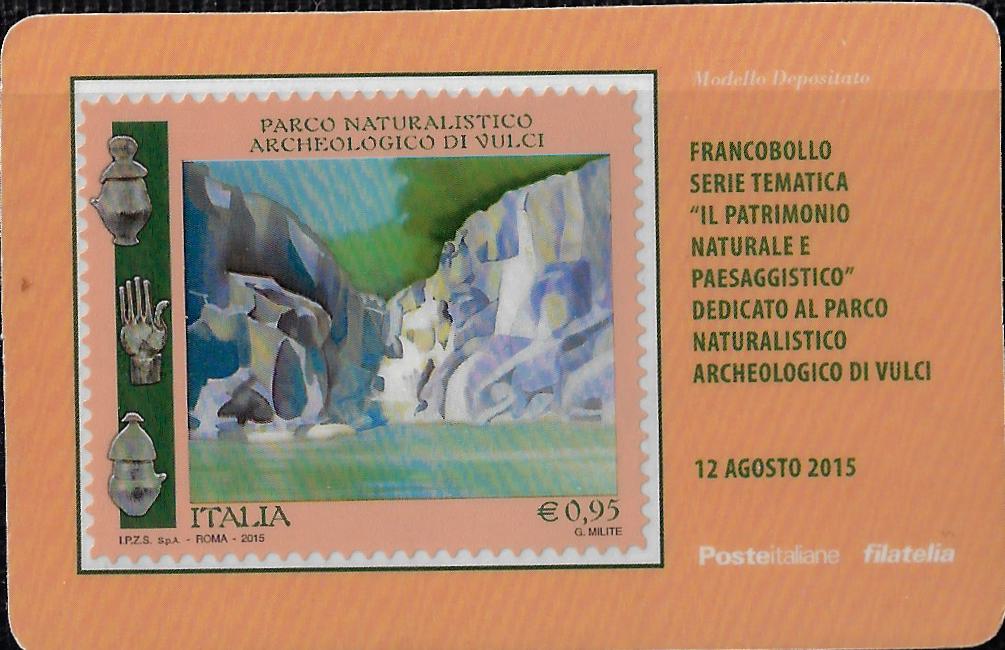 PARCO NATURALISTICO
ARCHEOLOGICO DI VULCI
ITALIA
€ 0,95
I.P.Z.S. S.p.A. - ROMA - 2015
G. MILITE
Modello Depositato
FRANCOBOLLO
SERIE TEMATICA
“IL PATRIMONIO
NATURALE E
PAESAGGISTICO”
DEDICATO AL PARCO
NATURALISTICO
ARCHEOLOGICO DI VULCI
12 AGOSTO 2015
Posteitaliane filatelia